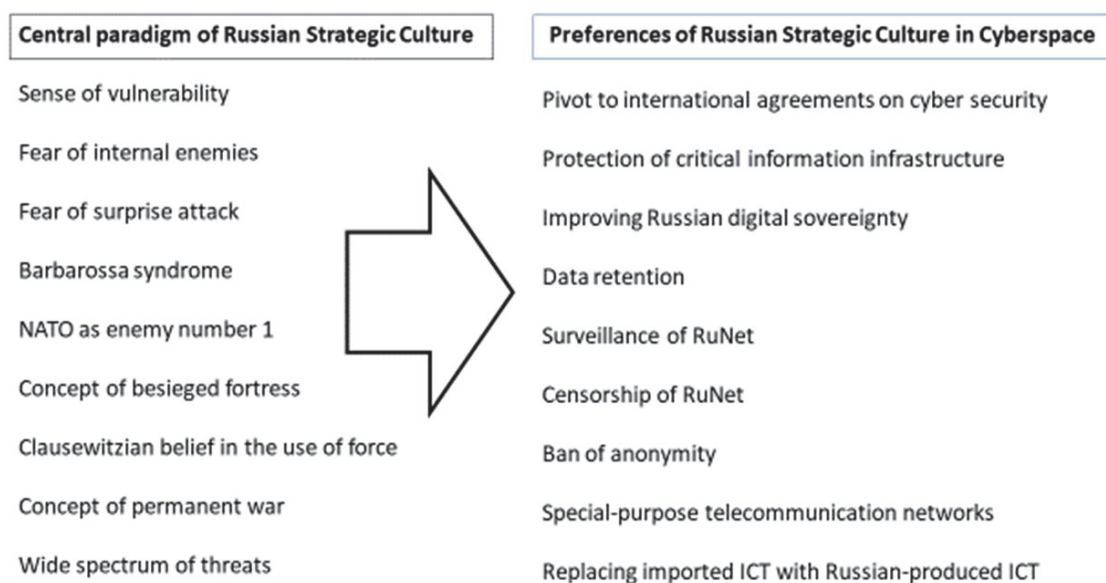 Central paradigm of Russian Strategic Culture
Sense of vulnerability
Fear of internal enemies
Fear of surprise attack
Barbarossa syndrome
NATO as enemy number 1
Concept of besieged fortress
Clausewitzian belief in the use of force
Concept of permanent war
Wide spectrum of threats
Preferences of Russian Strategic Culture in Cyberspace
Pivot to international agreements on cyber security
Protection of critical information infrastructure
Improving Russian digital sovereignty
Data retention
Surveillance of RuNet
Censorship of RuNet
Ban of anonymity
Special-purpose telecommunication networks
Replacing imported ICT with Russian-produced ICT